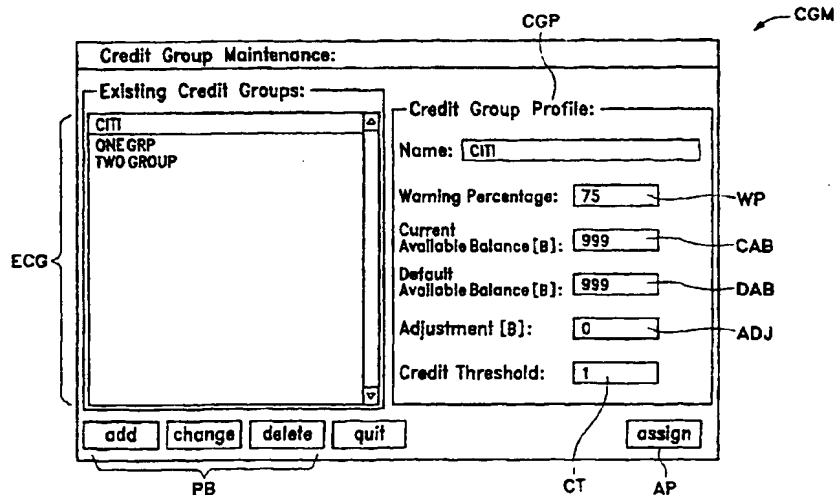 CGM
CGP
Credit Group Maintenance:
Existing Credit Groups:
CITI
ONE GRP
TWO GROUP
ECG
Credit Group Profile:
Name: CITI
Warning Percentage: 75 WP
Current
Available Balance [B]: 999 CAB
Default
Available Balance [B]: 999 DAB
Adjustment [B]: 0 ADJ
Credit Threshold: 1
add change delete quit assign
PB CT AP